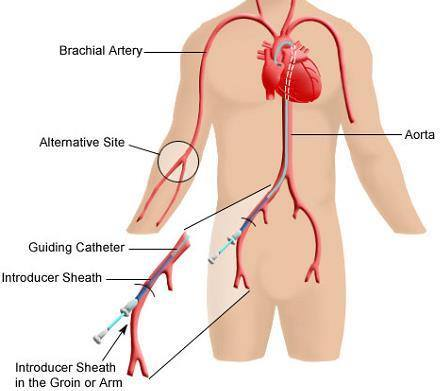 Brachial Artery
Alternative Site
Aorta
Guiding Catheter
Introducer Sheath
Introducer Sheath
in the Groin or Arm